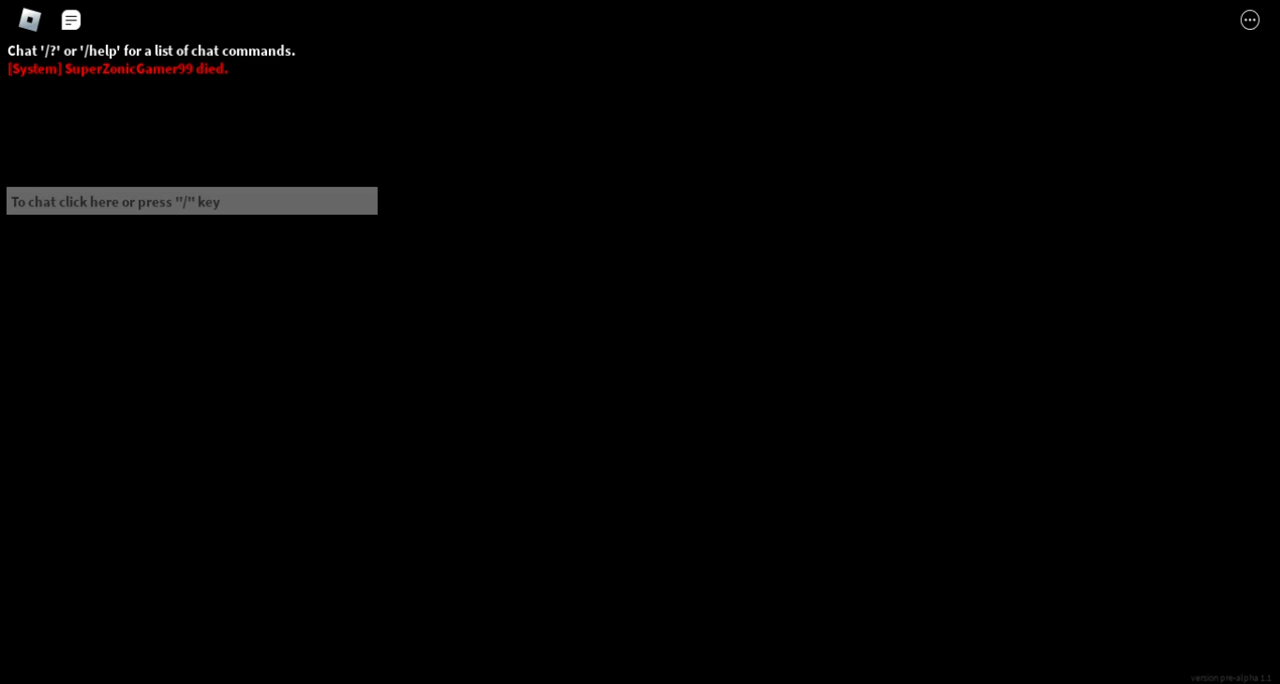 Chat '/?' or '/help' for a list of chat commands.
[System] SuperZonicGamer99 died.
To chat click here or press "/" key
version pre-alpha 1.1